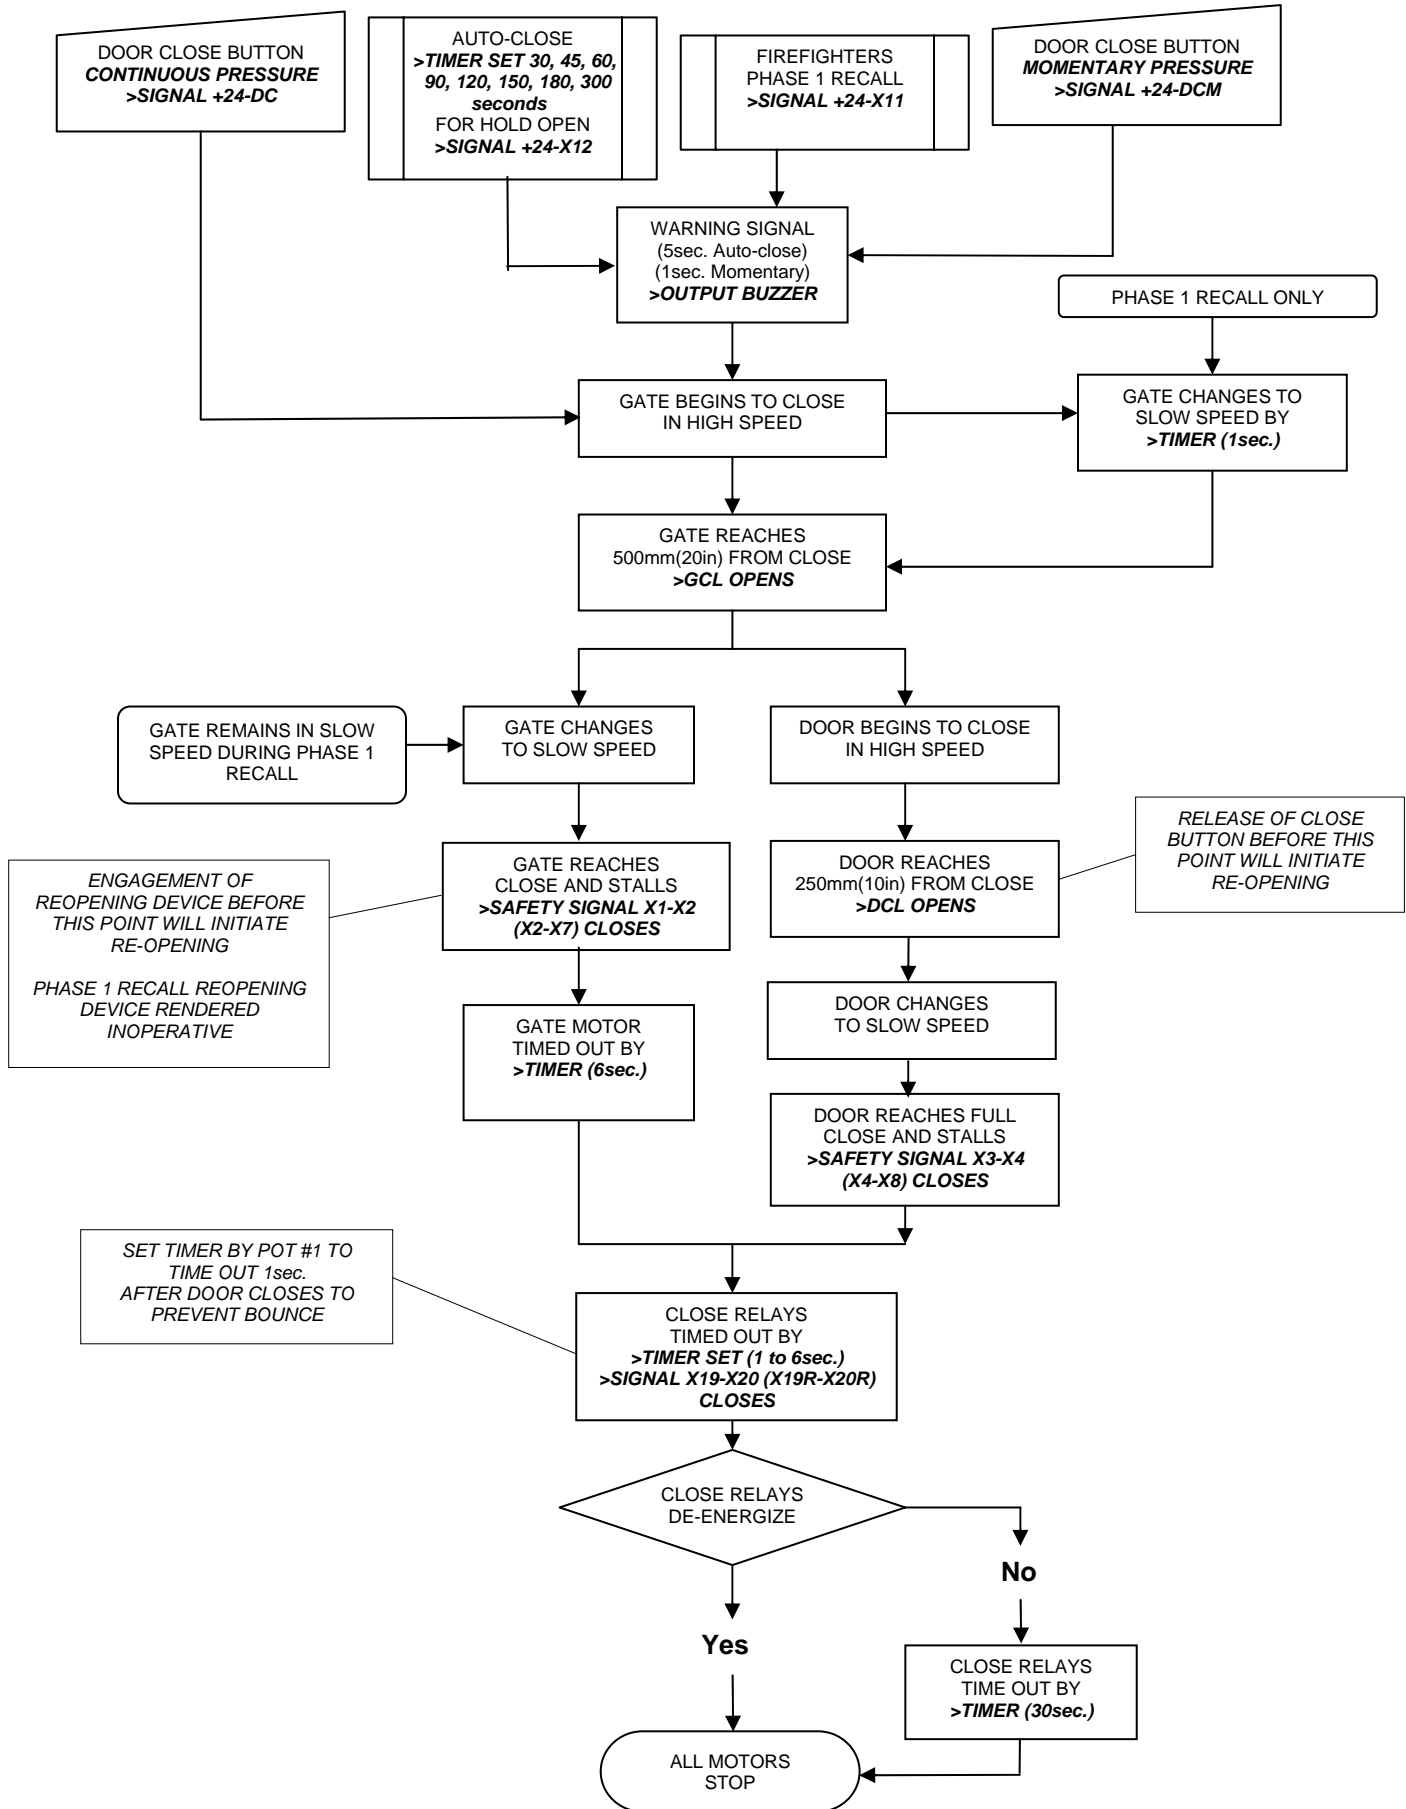 DOOR CLOSE BUTTON
CONTINUOUS PRESSURE
>SIGNAL +24-DC
AUTO-CLOSE
>TIMER SET 30, 45, 60,
90, 120, 150, 180, 300
seconds
FOR HOLD OPEN
>SIGNAL +24-X12
FIREFIGHTERS
PHASE 1 RECALL
>SIGNAL +24-X11
DOOR CLOSE BUTTON
MOMENTARY PRESSURE
>SIGNAL +24-DCM
WARNING SIGNAL
(5sec. Auto-close)
(1sec. Momentary)
>OUTPUT BUZZER
PHASE 1 RECALL ONLY
GATE BEGINS TO CLOSE
IN HIGH SPEED
GATE CHANGES TO
SLOW SPEED BY
>TIMER (1sec.)
GATE REACHES
500mm(20in) FROM CLOSE
>GCL OPENS
GATE REMAINS IN SLOW
SPEED DURING PHASE 1
RECALL
GATE CHANGES
TO SLOW SPEED
DOOR BEGINS TO CLOSE
IN HIGH SPEED
ENGAGEMENT OF
REOPENING DEVICE BEFORE
THIS POINT WILL INITIATE
RE-OPENING
PHASE 1 RECALL REOPENING
DEVICE RENDERED
INOPERATIVE
GATE REACHES
CLOSE AND STALLS
>SAFETY SIGNAL X1-X2
(X2-X7) CLOSES
DOOR REACHES
250mm(10in) FROM CLOSE
>DCL OPENS
RELEASE OF CLOSE
BUTTON BEFORE THIS
POINT WILL INITIATE
RE-OPENING
GATE MOTOR
TIMED OUT BY
>TIMER (6sec.)
DOOR CHANGES
TO SLOW SPEED
DOOR REACHES FULL
CLOSE AND STALLS
>SAFETY SIGNAL X3-X4
(X4-X8) CLOSES
SET TIMER BY POT #1 TO
TIME OUT 1sec.
AFTER DOOR CLOSES TO
PREVENT BOUNCE
CLOSE RELAYS
TIMED OUT BY
>TIMER SET (1 to 6sec.)
>SIGNAL X19-X20 (X19R-X20R)
CLOSES
CLOSE RELAYS
DE-ENERGIZE
No
Yes
CLOSE RELAYS
TIME OUT BY
>TIMER (30sec.)
ALL MOTORS
STOP